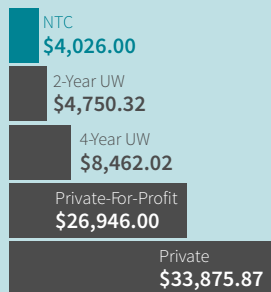 NTC
$4,026.00
2-Year UW
$4,750.32
4-Year UW
$8,462.02
Private-For-Profit
$26,946.00
Private
$33,875.87